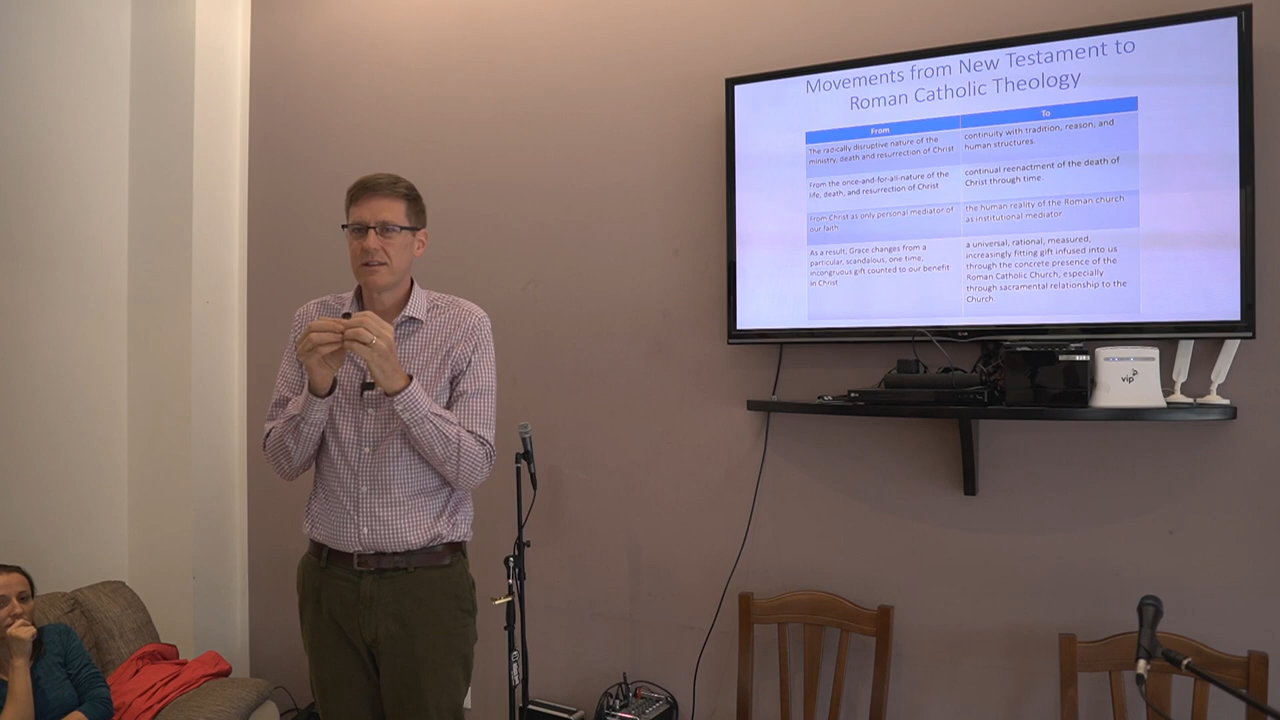 Movements from New Testament to
Roman Catholic Theology
From
To
The radically disruptive nature of the
ministry, death and resurrection of Christ
continuity with tradition, reason, and
human structures.
From the once-and-for-all-nature of the
life, death, and resurrection of Christ
continual reenactment of the death of
Christ through time.
From Christ as only personal mediator of
our faith
the human reality of the Roman church
as institutional mediator
As a result, Grace changes from a
particular, scandalous, one time,
incongruous gift counted to our benefit
in Christ
a universal, rational, measured,
increasingly fitting gift infused into us
through the concrete presence of the
Roman Catholic Church, especially
through sacramental relationship to the
Church.
vip